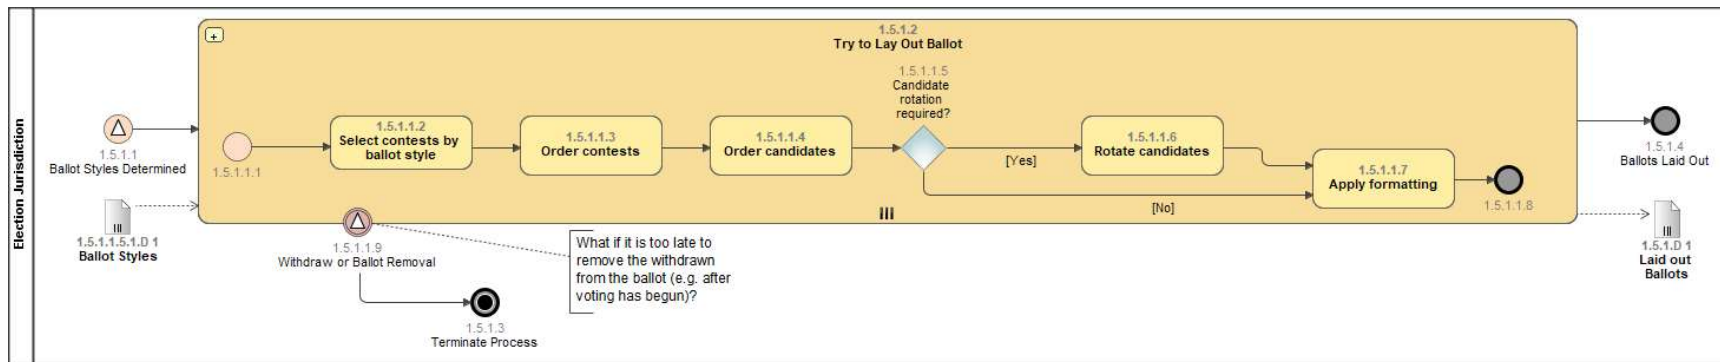 Election Jurisdiction
1.5.1.2
Try to Lay Out Ballot
1.5.1.1
Ballot Styles Determined
1.5.1.1.5.1.D 1
Ballot Styles
1.5.1.1.1
1.5.1.1.2
Select contests by
ballot style
1.5.1.1.3
Order contests
1.5.1.1.4
Order candidates
1.5.1.1.5
Candidate
rotation
required?
[Yes]
[No]
1.5.1.1.6
Rotate candidates
1.5.1.1.7
Apply formatting
1.5.1.1.8
1.5.1.4
Ballots Laid Out
1.5.1.D 1
Laid out
Ballots
1.5.1.1.9
Withdraw or Ballot Removal
1.5.1.3
Terminate Process
What if it is too late to
remove the withdrawn
from the ballot (e.g. after
voting has begun)?